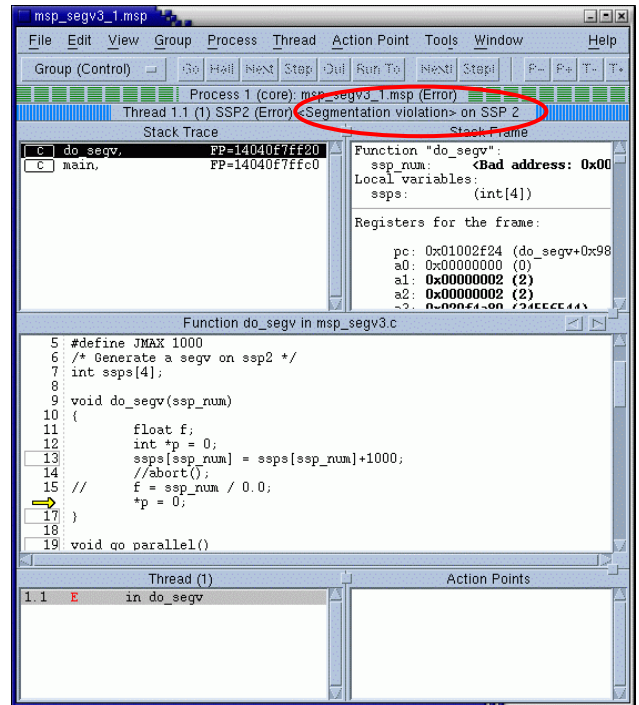 msp_segv3_1.msp
File Edit View Group Process Thread Action Point Tools Window Help
Group (Control) Go Halt Next Step Out Run To NextI StepI P- P+ T- T+
Process 1 (core): msp_segv3_1.msp (Error)
Thread 1.1 (1) SSP2 (Error) <Segmentation violation> on SSP 2
Stack Trace
C do_segv, FP=14040f7ff20
C main, FP=14040f7ffc0
Stack Frame
Function "do_segv":
ssp_num: <Bad address: 0x00
Local variables:
ssps: (int[4])
Registers for the frame:
pc: 0x01002f24 (do_segv+0x98
a0: 0x00000000 (0)
a1: 0x00000002 (2)
a2: 0x00000002 (2)
Function do_segv in msp_segv3.c
5 #define JMAX 1000
6 /* Generate a segv on ssp2 */
7 int ssps[4];
8
9 void do_segv(ssp_num)
10 {
11 float f;
12 int *p = 0;
13 ssps[ssp_num] = ssps[ssp_num]+1000;
14 //abort();
15 // f = ssp_num / 0.0;
*p = 0;
17 }
18
19 void go_parallel()
Thread (1)
1.1 E in do_segv
Action Points